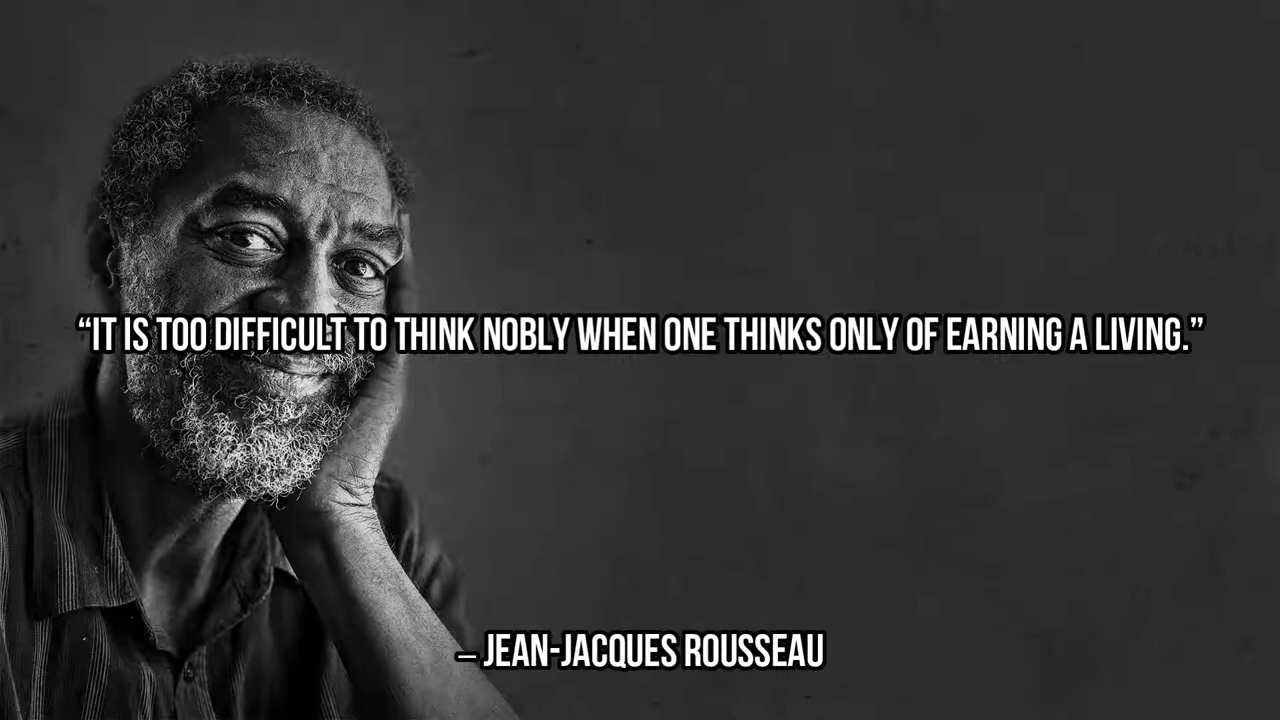 “IT IS TOO DIFFICULT TO THINK NOBLY WHEN ONE THINKS ONLY OF EARNING A LIVING.”
– JEAN-JACQUES ROUSSEAU